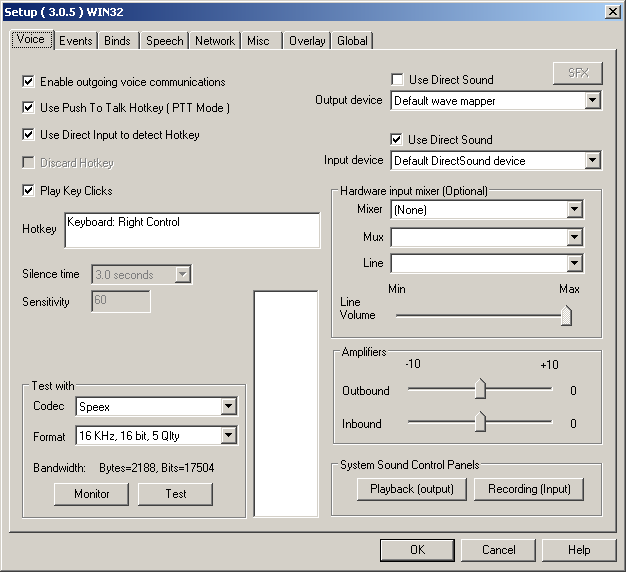 Setup ( 3.0.5 ) WIN32
Voice Events Binds Speech Network Misc Overlay Global
Enable outgoing voice communications
Use Push To Talk Hotkey ( PTT Mode )
Use Direct Input to detect Hotkey
Discard Hotkey
Play Key Clicks
Hotkey Keyboard: Right Control
Silence time 3.0 seconds
Sensitivity 60
Test with
Codec Speex
Format 16 KHz, 16 bit, 5 Qlty
Bandwidth: Bytes=2188, Bits=17504
Monitor Test
Use Direct Sound SFX
Output device Default wave mapper
Use Direct Sound
Input device Default DirectSound device
Hardware input mixer (Optional)
Mixer (None)
Mux
Line
Min Max
Line
Volume
Amplifiers
-10 +10
Outbound 0
Inbound 0
System Sound Control Panels
Playback (output) Recording (Input)
OK Cancel Help